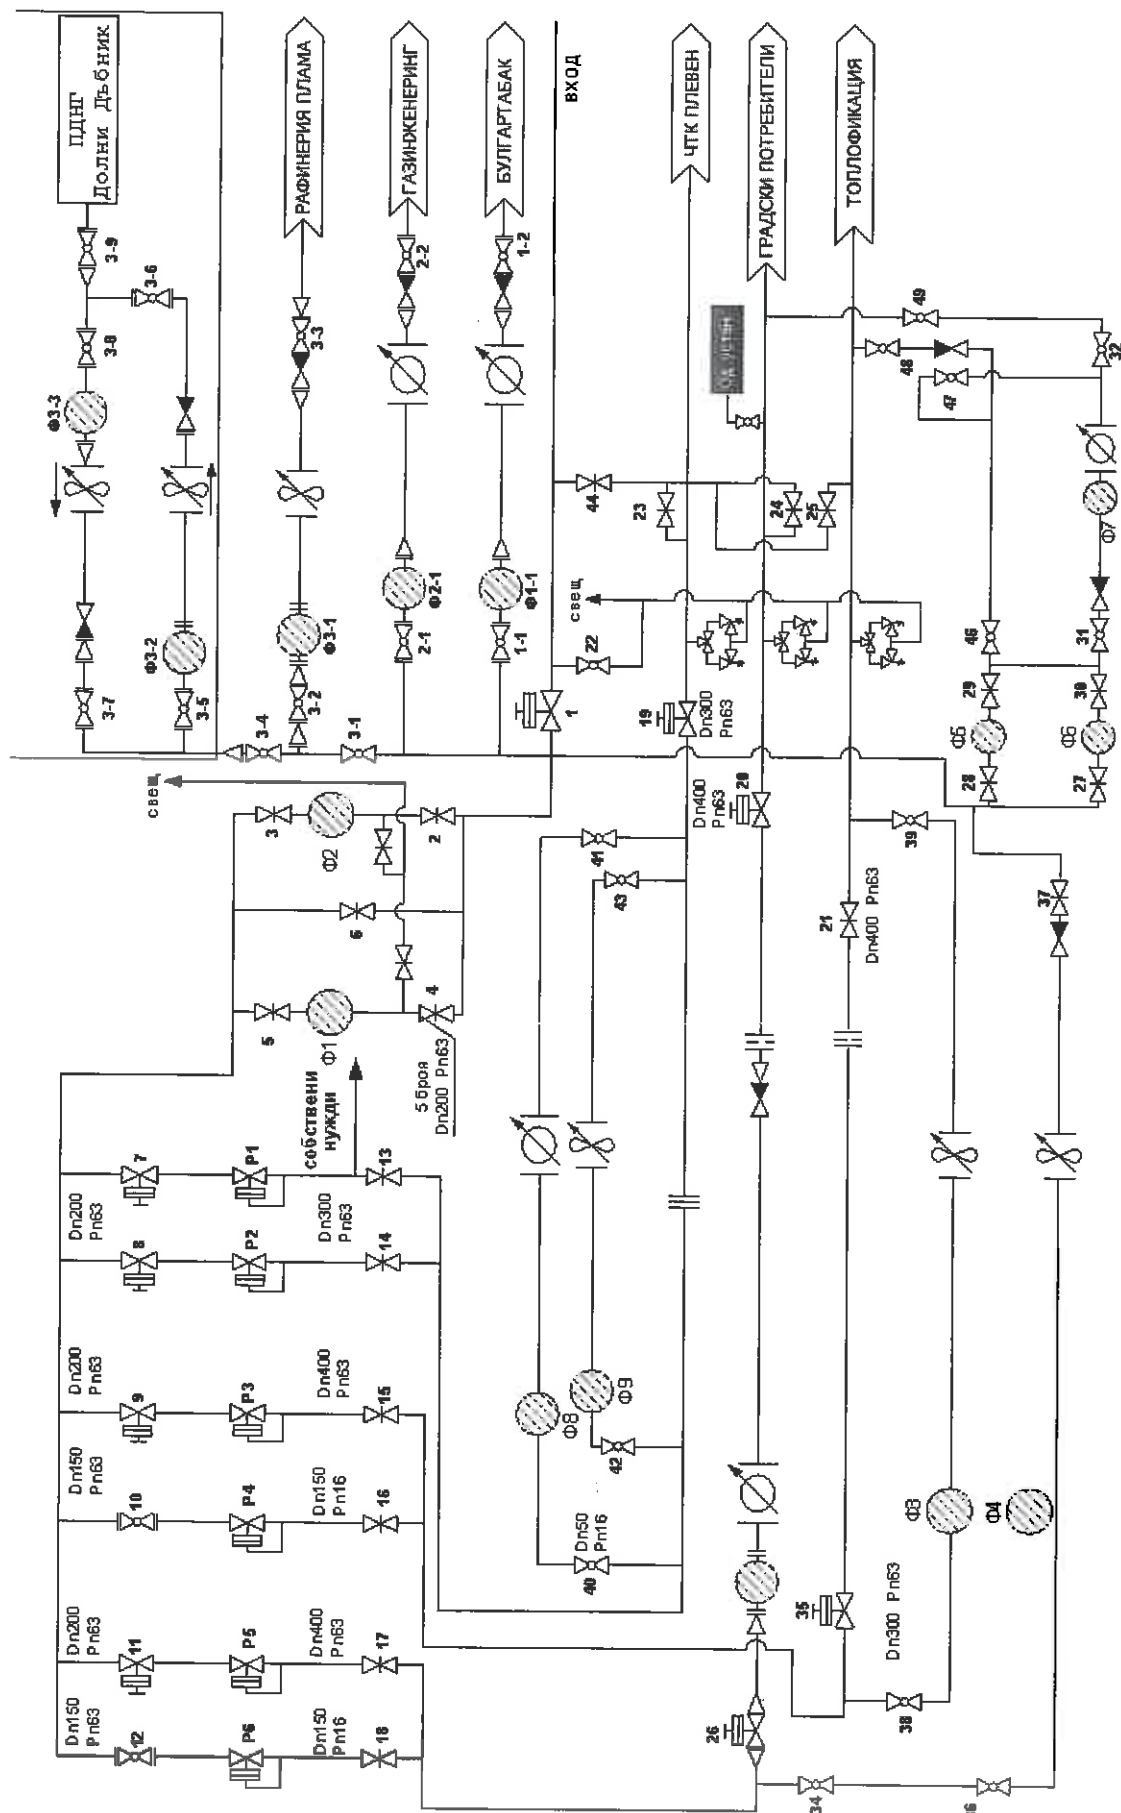 ПДНГ
Долни Дъбник
РАФИНЕРИЯ ПЛАМА
ГАЗИНЖЕНЕРИНГ
БУЛГАРТАБАК
ВХОД
ЧТК ПЛЕВЕН
ГРАДСКИ ПОТРЕБИТЕЛИ
ТОПЛОФИКАЦИЯ
3-9
3-6
3-8
Ф3-3
3-3
2-2
1-2
49
48
47
32
Ф3-2
Ф3-1
Ф2-1
Ф1-1
44
23
24
25
Ф7
свещ
22
3-7
3-5
3-4
3-2
3-1
2-1
1-1
1
19
Dn300
Pn63
46
31
29
30
Ф5
Ф6
28
27
свещ
3
Ф2
2
6
5
Ф1
4
5 броя
Dn200 Pn63
41
43
Dn400
Pn63
20
21
Dn400 Pn63
39
37
собствени
нужди
Dn200
Pn63
7
P1
Dn300
Pn63
13
8
P2
14
Dn200
Pn63
9
P3
Dn400
Pn63
15
Dn150
Pn63
10
P4
Dn150
Pn16
16
Dn200
Pn63
11
P5
Dn400
Pn63
17
Dn150
Pn63
12
P6
Dn150
Pn16
18
Ф8
Ф9
42
Dn50
Pn16
40
26
35
Dn300 Pn63
38
Ф3
Ф4
34